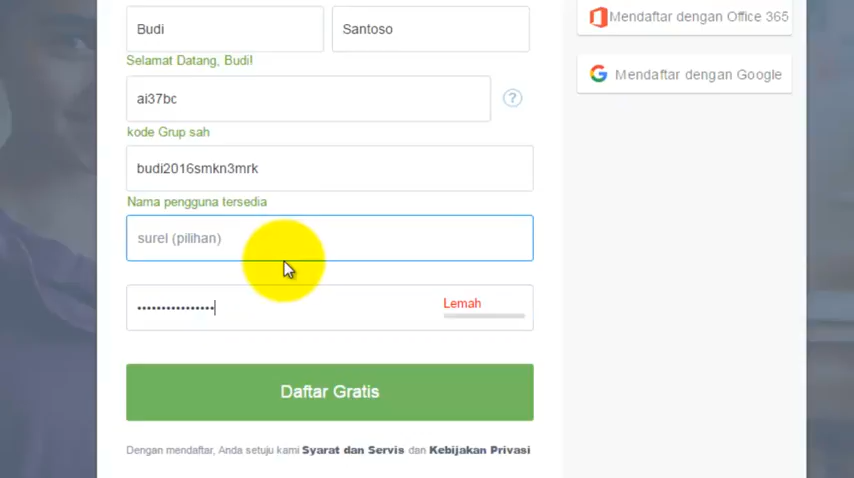 Budi
Santoso
Selamat Datang, Budi!
ai37bc
?
kode Grup sah
budi2016smkn3mrk
Nama pengguna tersedia
surel (pilihan)
••••••••••••••••
Lemah
Daftar Gratis
Dengan mendaftar, Anda setuju kami Syarat dan Servis dan Kebijakan Privasi
Mendaftar dengan Office 365
Mendaftar dengan Google